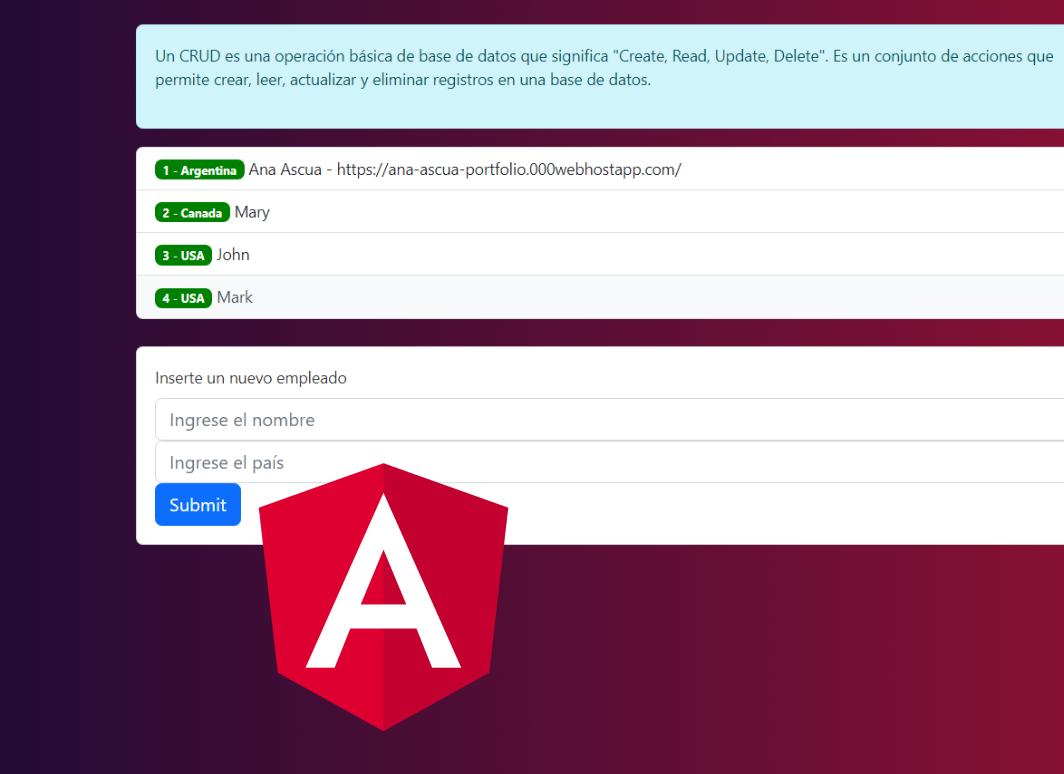 Un CRUD es una operación básica de base de datos que significa "Create, Read, Update, Delete". Es un conjunto de acciones que
permite crear, leer, actualizar y eliminar registros en una base de datos.
1 - Argentina Ana Ascua - https://ana-ascua-portfolio.000webhostapp.com/
2 - Canada Mary
3 - USA John
4 - USA Mark
Inserte un nuevo empleado
Ingrese el nombre
Ingrese el país
Submit
A